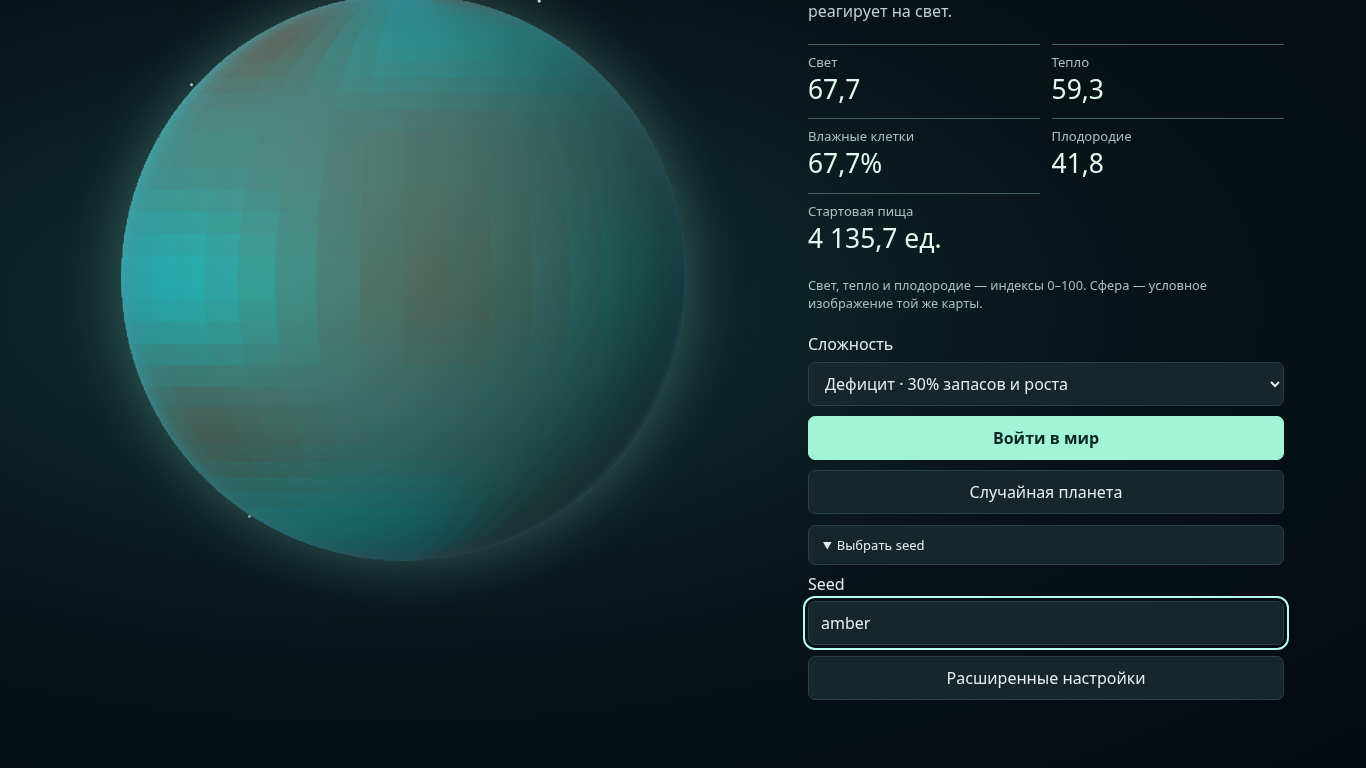 реагирует на свет.
Свет
67,7
Тепло
59,3
Влажные клетки
67,7%
Плодородие
41,8
Стартовая пища
4 135,7 ед.
Свет, тепло и плодородие — индексы 0–100. Сфера — условное
изображение той же карты.
Сложность
Дефицит · 30% запасов и роста
Войти в мир
Случайная планета
▼ Выбрать seed
Seed
amber
Расширенные настройки